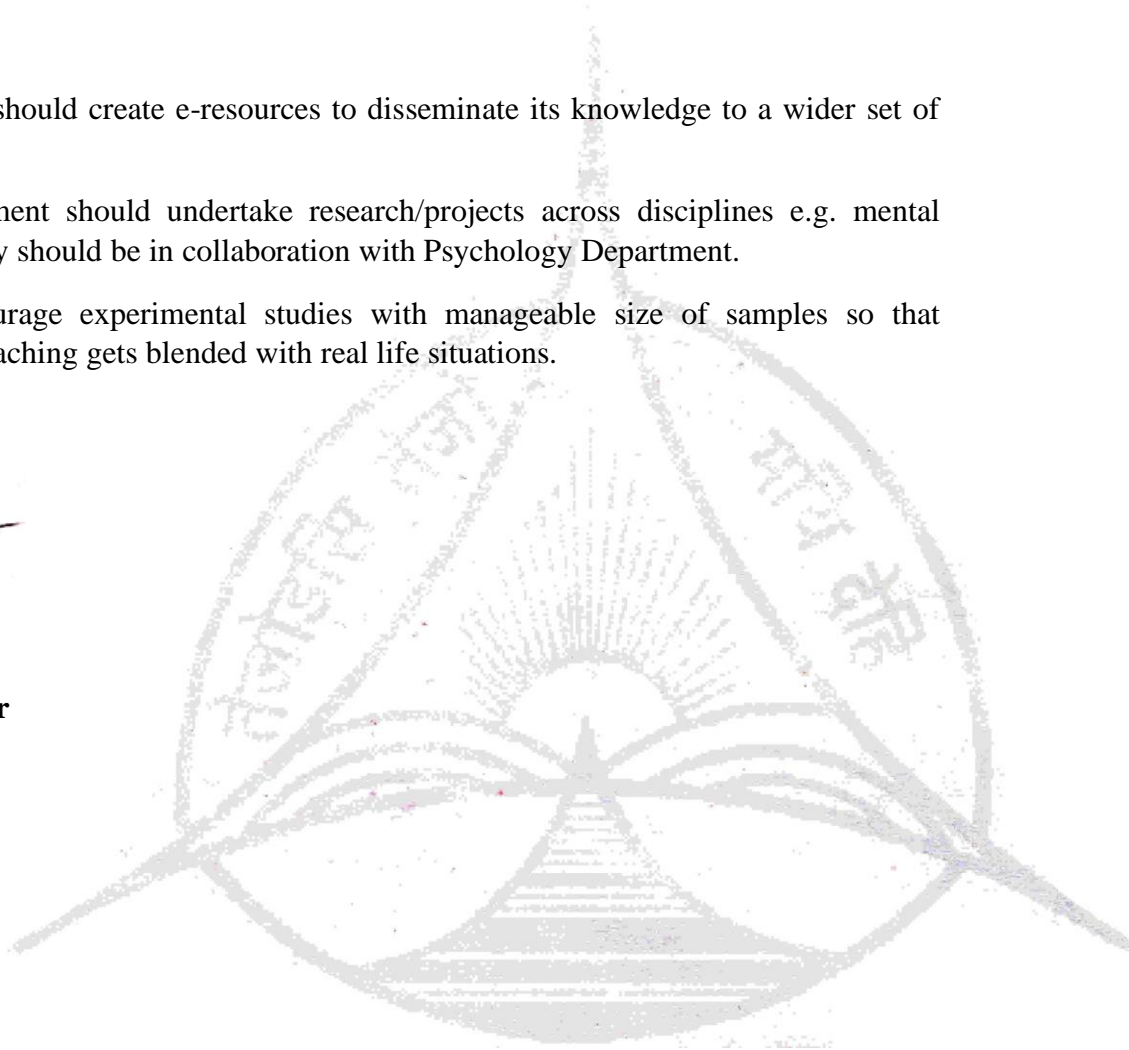 should create e-resources to disseminate its knowledge to a wider set of
ment should undertake research/projects across disciplines e.g. mental
y should be in collaboration with Psychology Department.
urage experimental studies with manageable size of samples so that
aching gets blended with real life situations.
r